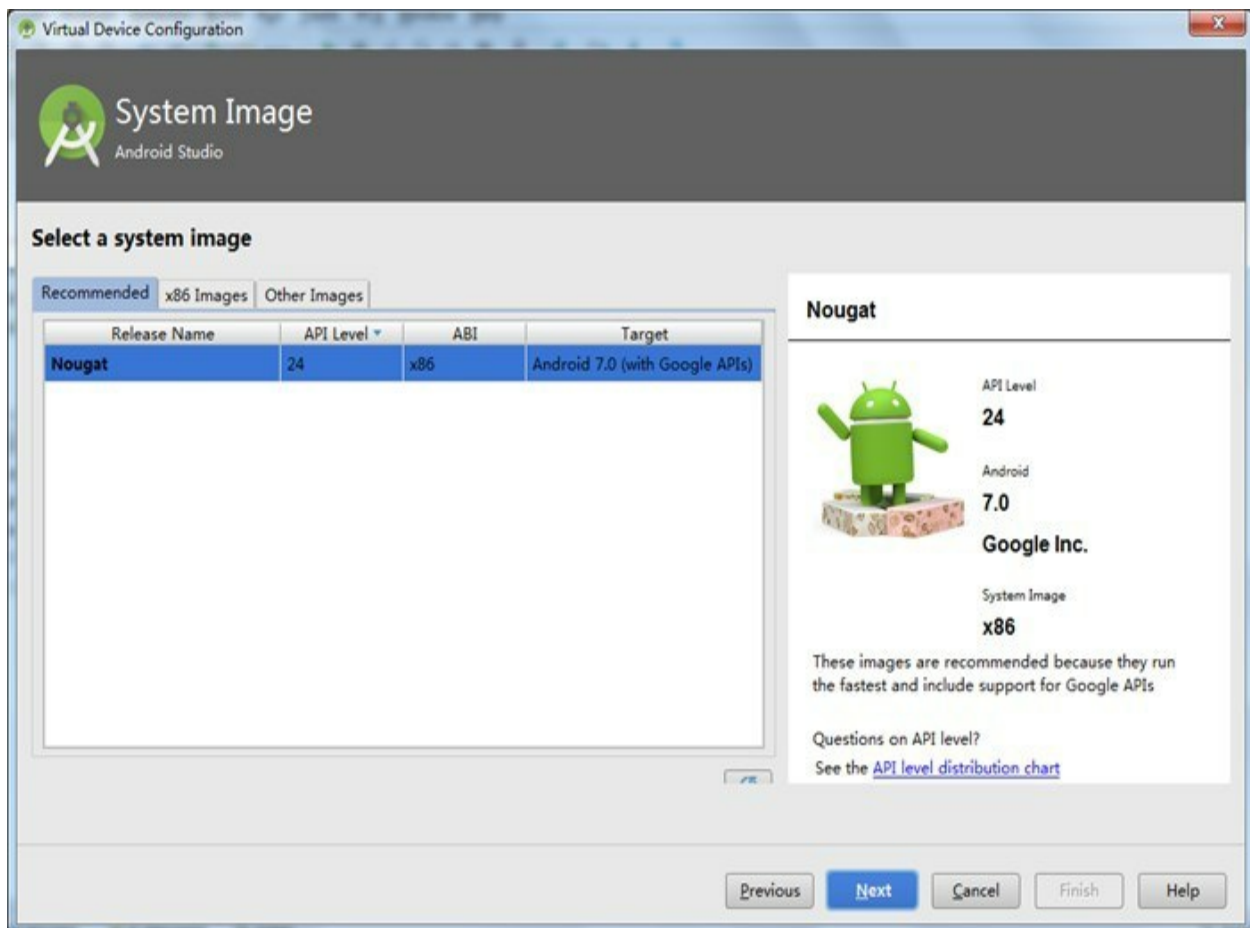 Virtual Device Configuration
System Image
Android Studio
Select a system image
Recommended x86 Images Other Images
Release Name API Level ABI Target
Nougat 24 x86 Android 7.0 (with Google APIs)
Nougat
API Level
24
Android
7.0
Google Inc.
System Image
x86
These images are recommended because they run
the fastest and include support for Google APIs
Questions on API level?
See the API level distribution chart
Previous Next Cancel Finish Help